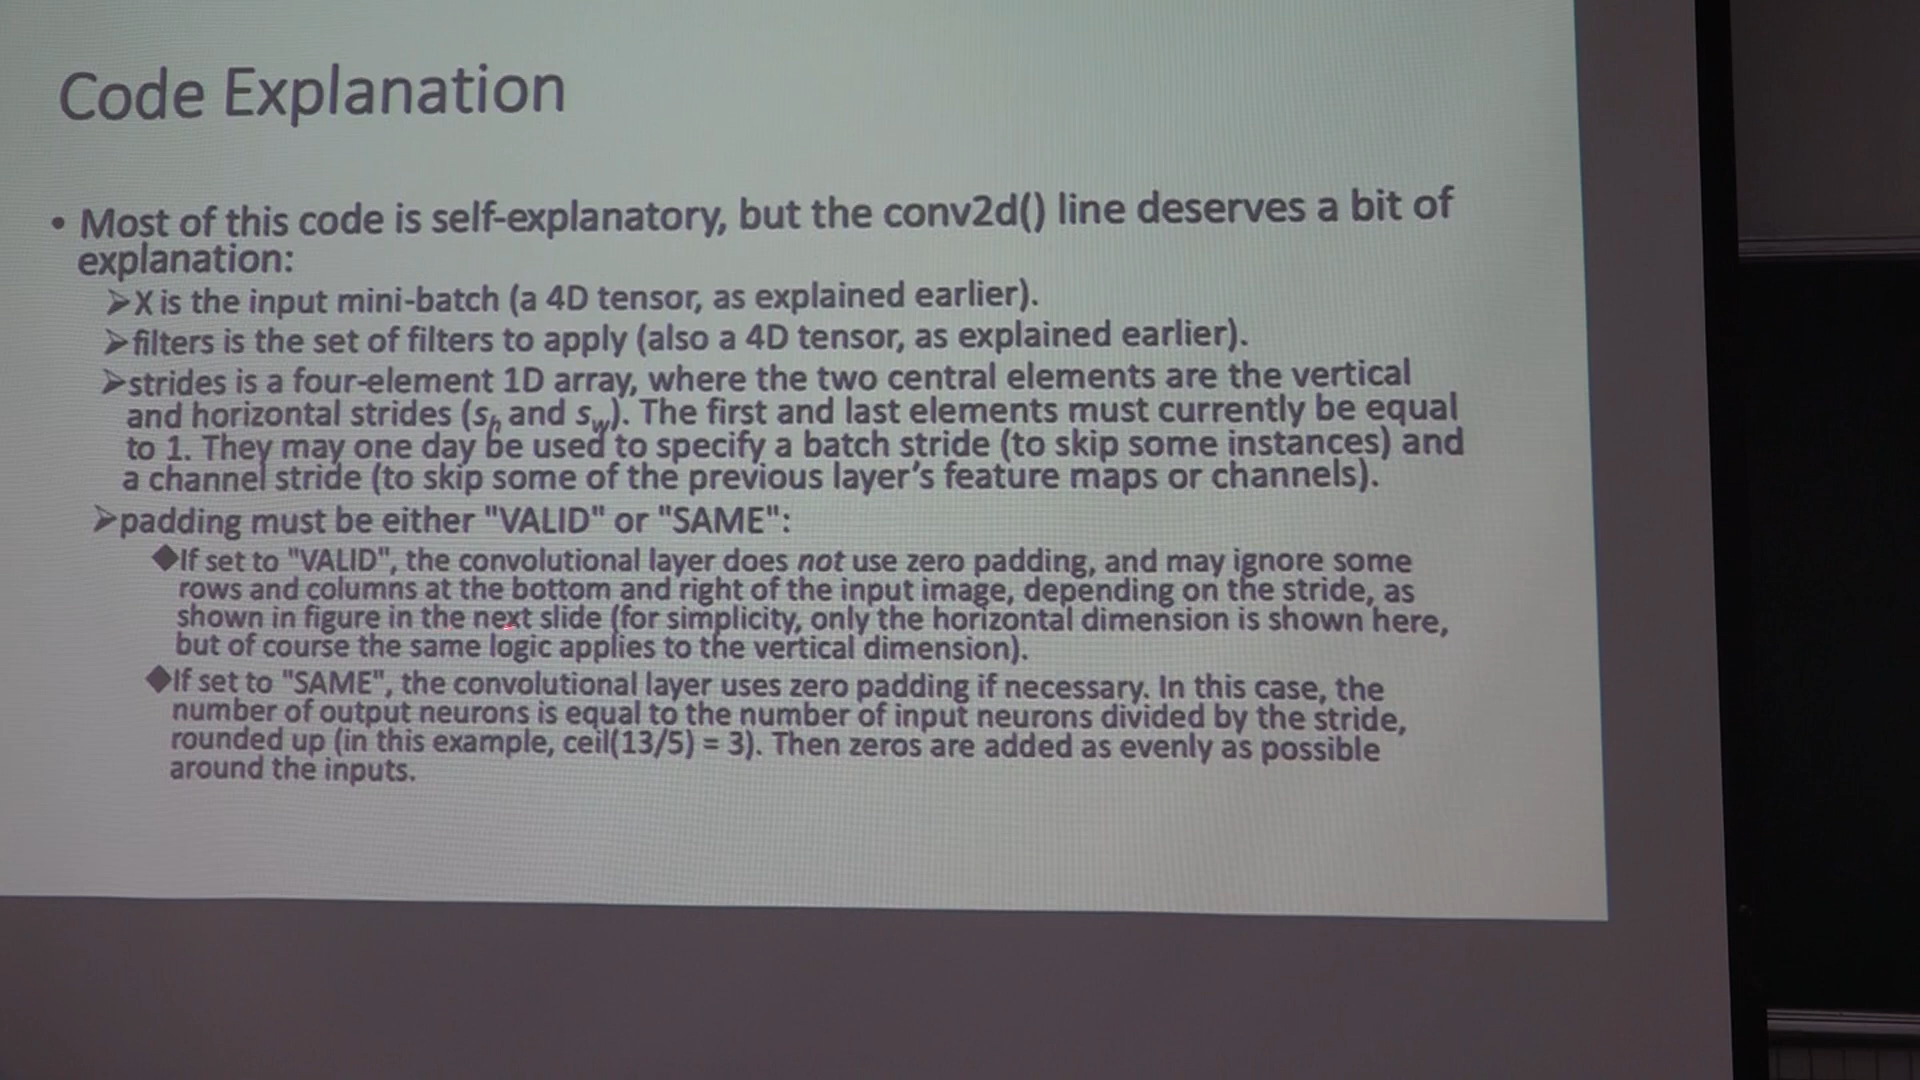 Code Explanation
• Most of this code is self-explanatory, but the conv2d() line deserves a bit of
explanation:
➢X is the input mini-batch (a 4D tensor, as explained earlier).
➢filters is the set of filters to apply (also a 4D tensor, as explained earlier).
➢strides is a four-element 1D array, where the two central elements are the vertical
and horizontal strides (sh and sw). The first and last elements must currently be equal
to 1. They may one day be used to specify a batch stride (to skip some instances) and
a channel stride (to skip some of the previous layer’s feature maps or channels).
➢padding must be either "VALID" or "SAME":
◆If set to "VALID", the convolutional layer does not use zero padding, and may ignore some
rows and columns at the bottom and right of the input image, depending on the stride, as
shown in figure in the next slide (for simplicity, only the horizontal dimension is shown here,
but of course the same logic applies to the vertical dimension).
◆If set to "SAME", the convolutional layer uses zero padding if necessary. In this case, the
number of output neurons is equal to the number of input neurons divided by the stride,
rounded up (in this example, ceil(13/5) = 3). Then zeros are added as evenly as possible
around the inputs.